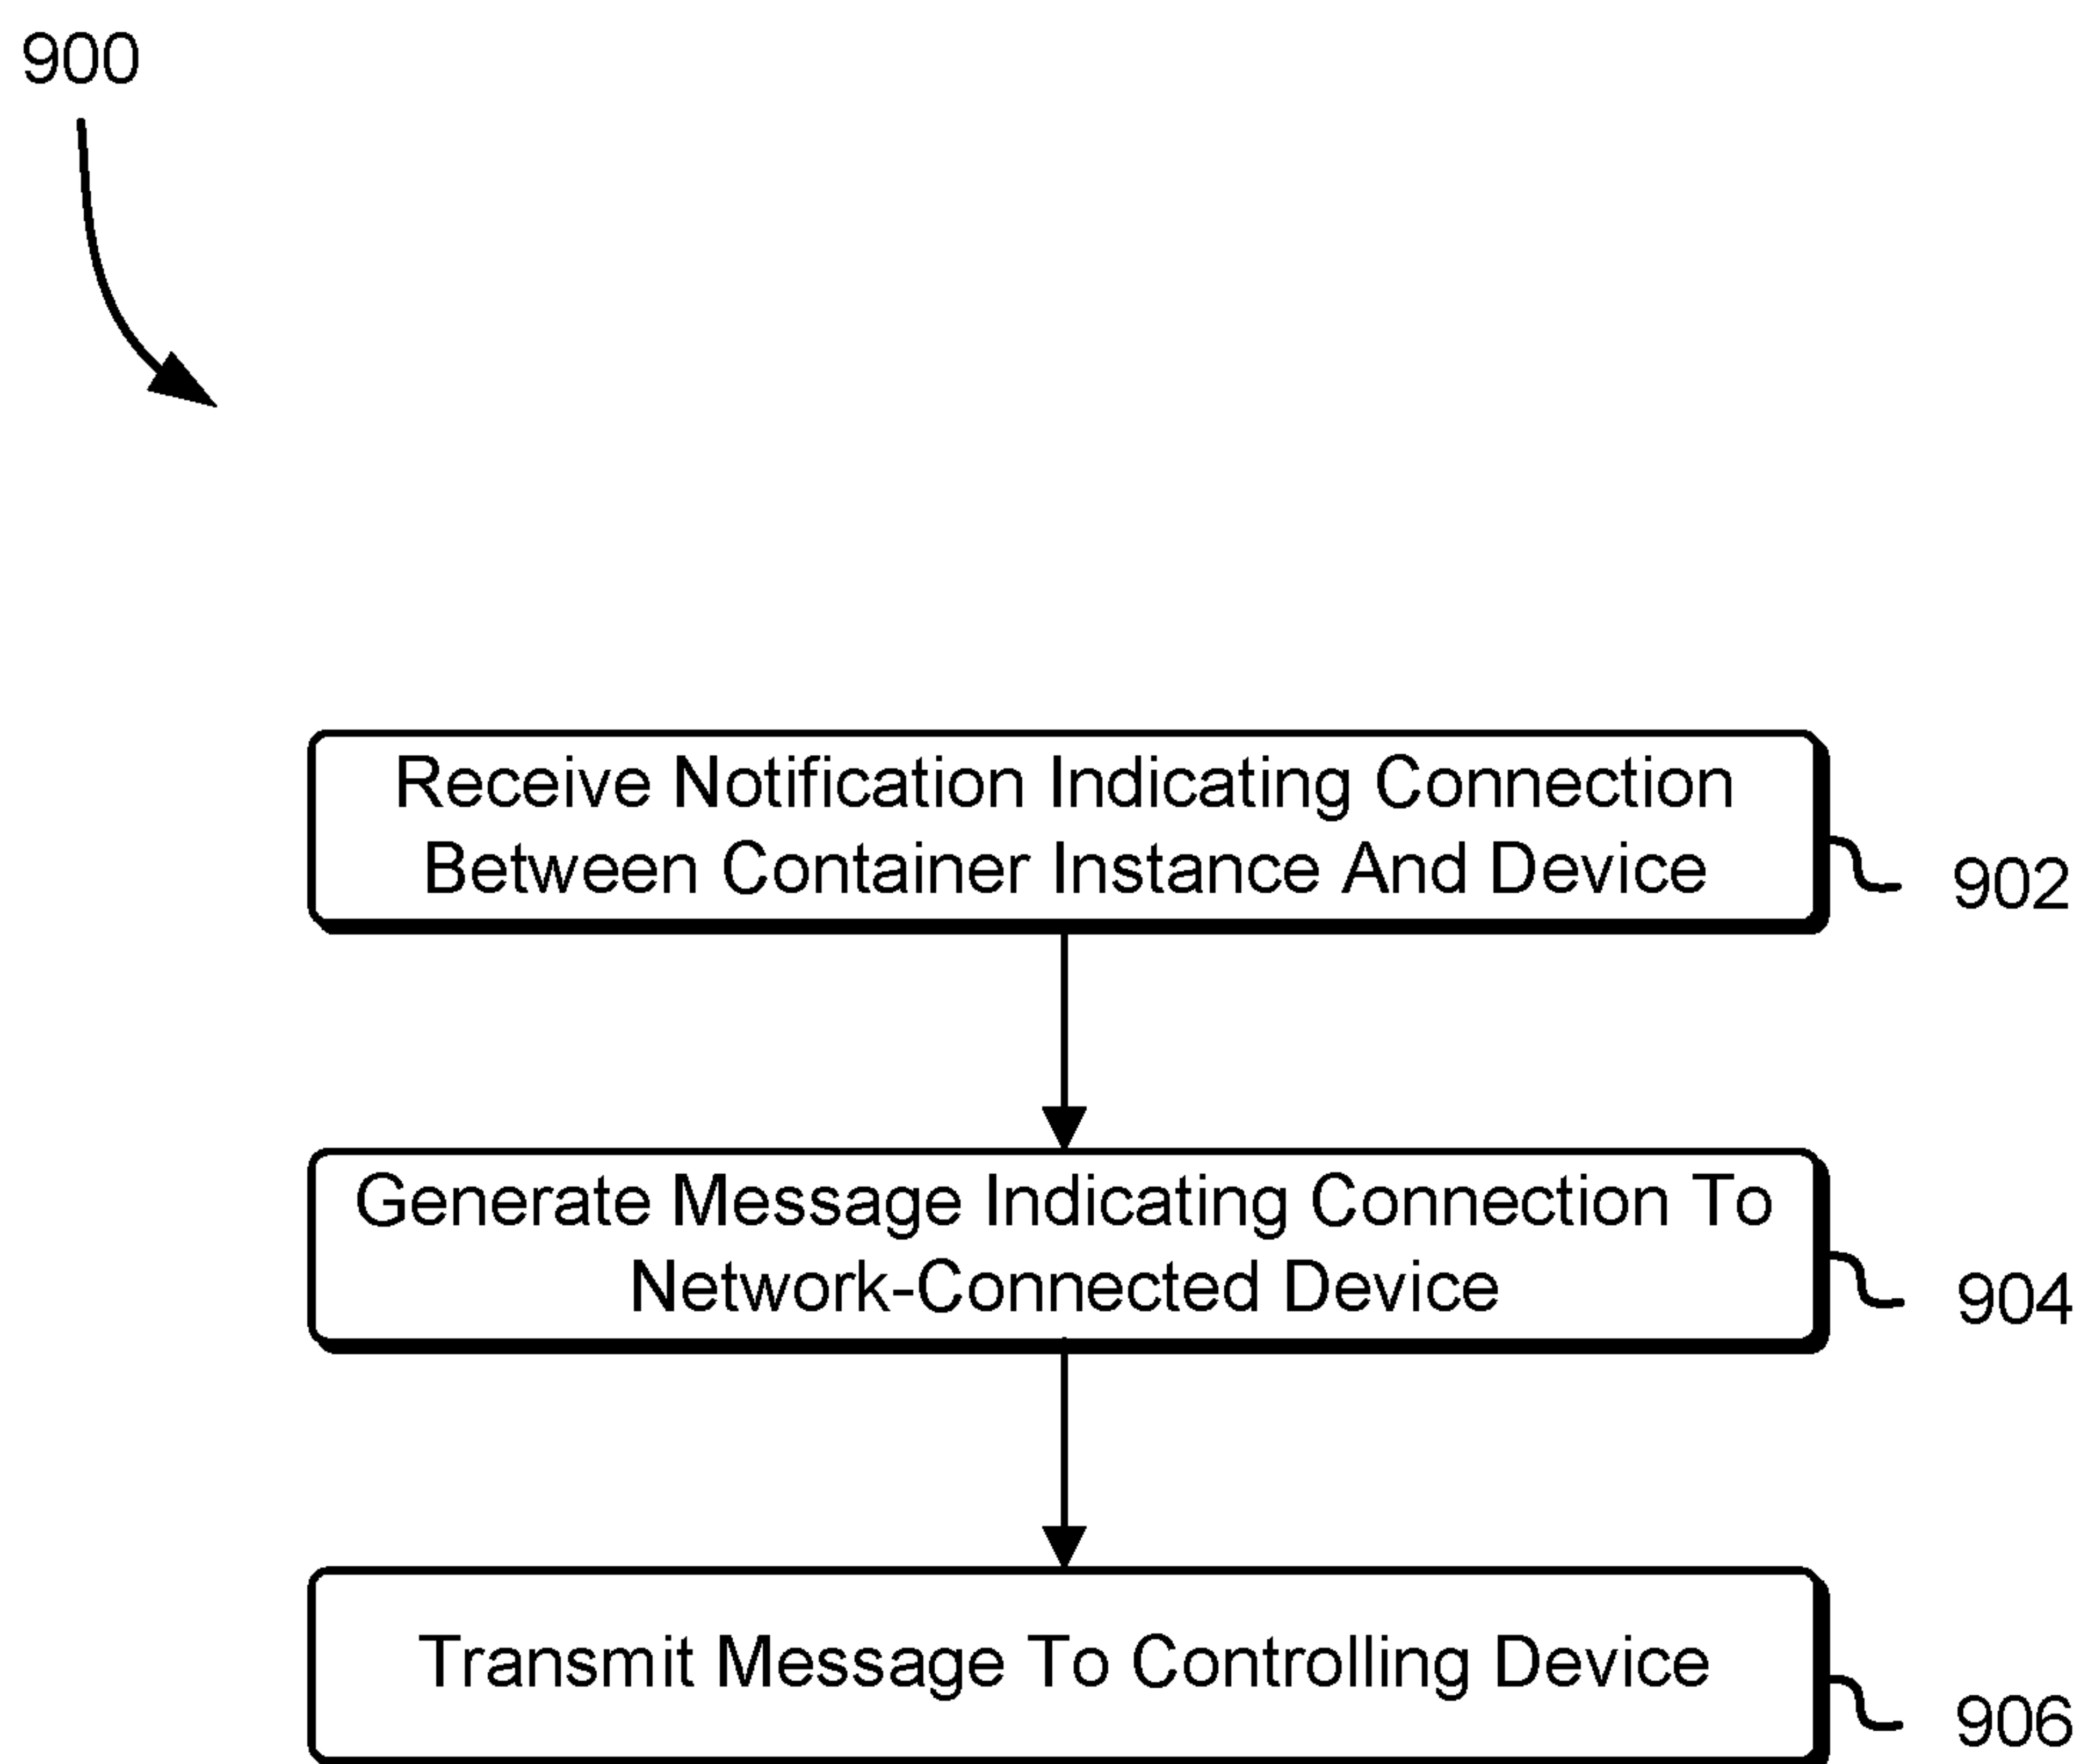 900
Receive Notification Indicating Connection
Between Container Instance And Device
902
Generate Message Indicating Connection To
Network-Connected Device
904
Transmit Message To Controlling Device
906